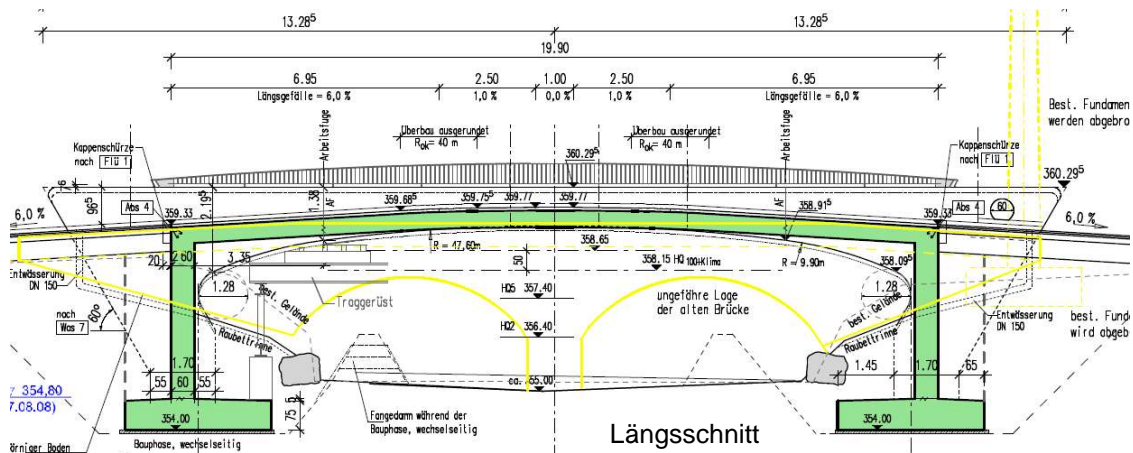 13.28⁵ 13.28⁵
19.90
6.95 2.50 1.00 2.50 6.95
Längsgefälle = 6,0 % 1,0 % 0,0 % 1,0 % Längsgefälle = 6,0 %
Best. Fundamen
werden abgebro
Kappenschürze
nach Flü 1
Arbeitsfuge
Überbau ausgerundet
Rok= 40 m
Überbau ausgerundet
Rok= 40 m
Arbeitsfuge
Kappenschürze
nach Flü 1
360.29⁵
360.29⁵
76
96⁵
2.19⁵
1.38
AF
AF
6,0 %
Abs 4
359.33
359.68⁵
359.75⁵
359.77
359.77
358.91⁵
359.33
Abs 4
60
6,0 %
20
2.60
3.35
R = 17.60m
50
358.65
358.15 HQ 100+Klima
R = 9.90m
358.09⁵
Entwässerung
DN 150
1.28
best. Gelände
Traggerüst
HQ5 357.40
ungefähre Lage
der alten Brücke
best. Gelände
1.28
Entwässerung
DN 150
nach
Was 7
60°
Raubettrinne
HQ2 356.40
Raubettrinne
best. Fund
wird abgeb
1.70
55 60 55
ca. 355.00
1.45 1.70 65
354,80
7.08.08)
354.00
75
5
Fangedamm während der
Bauphase, wechselseitig
354.00
örniger Boden
Bauphase, wechselseitig
Längsschnitt